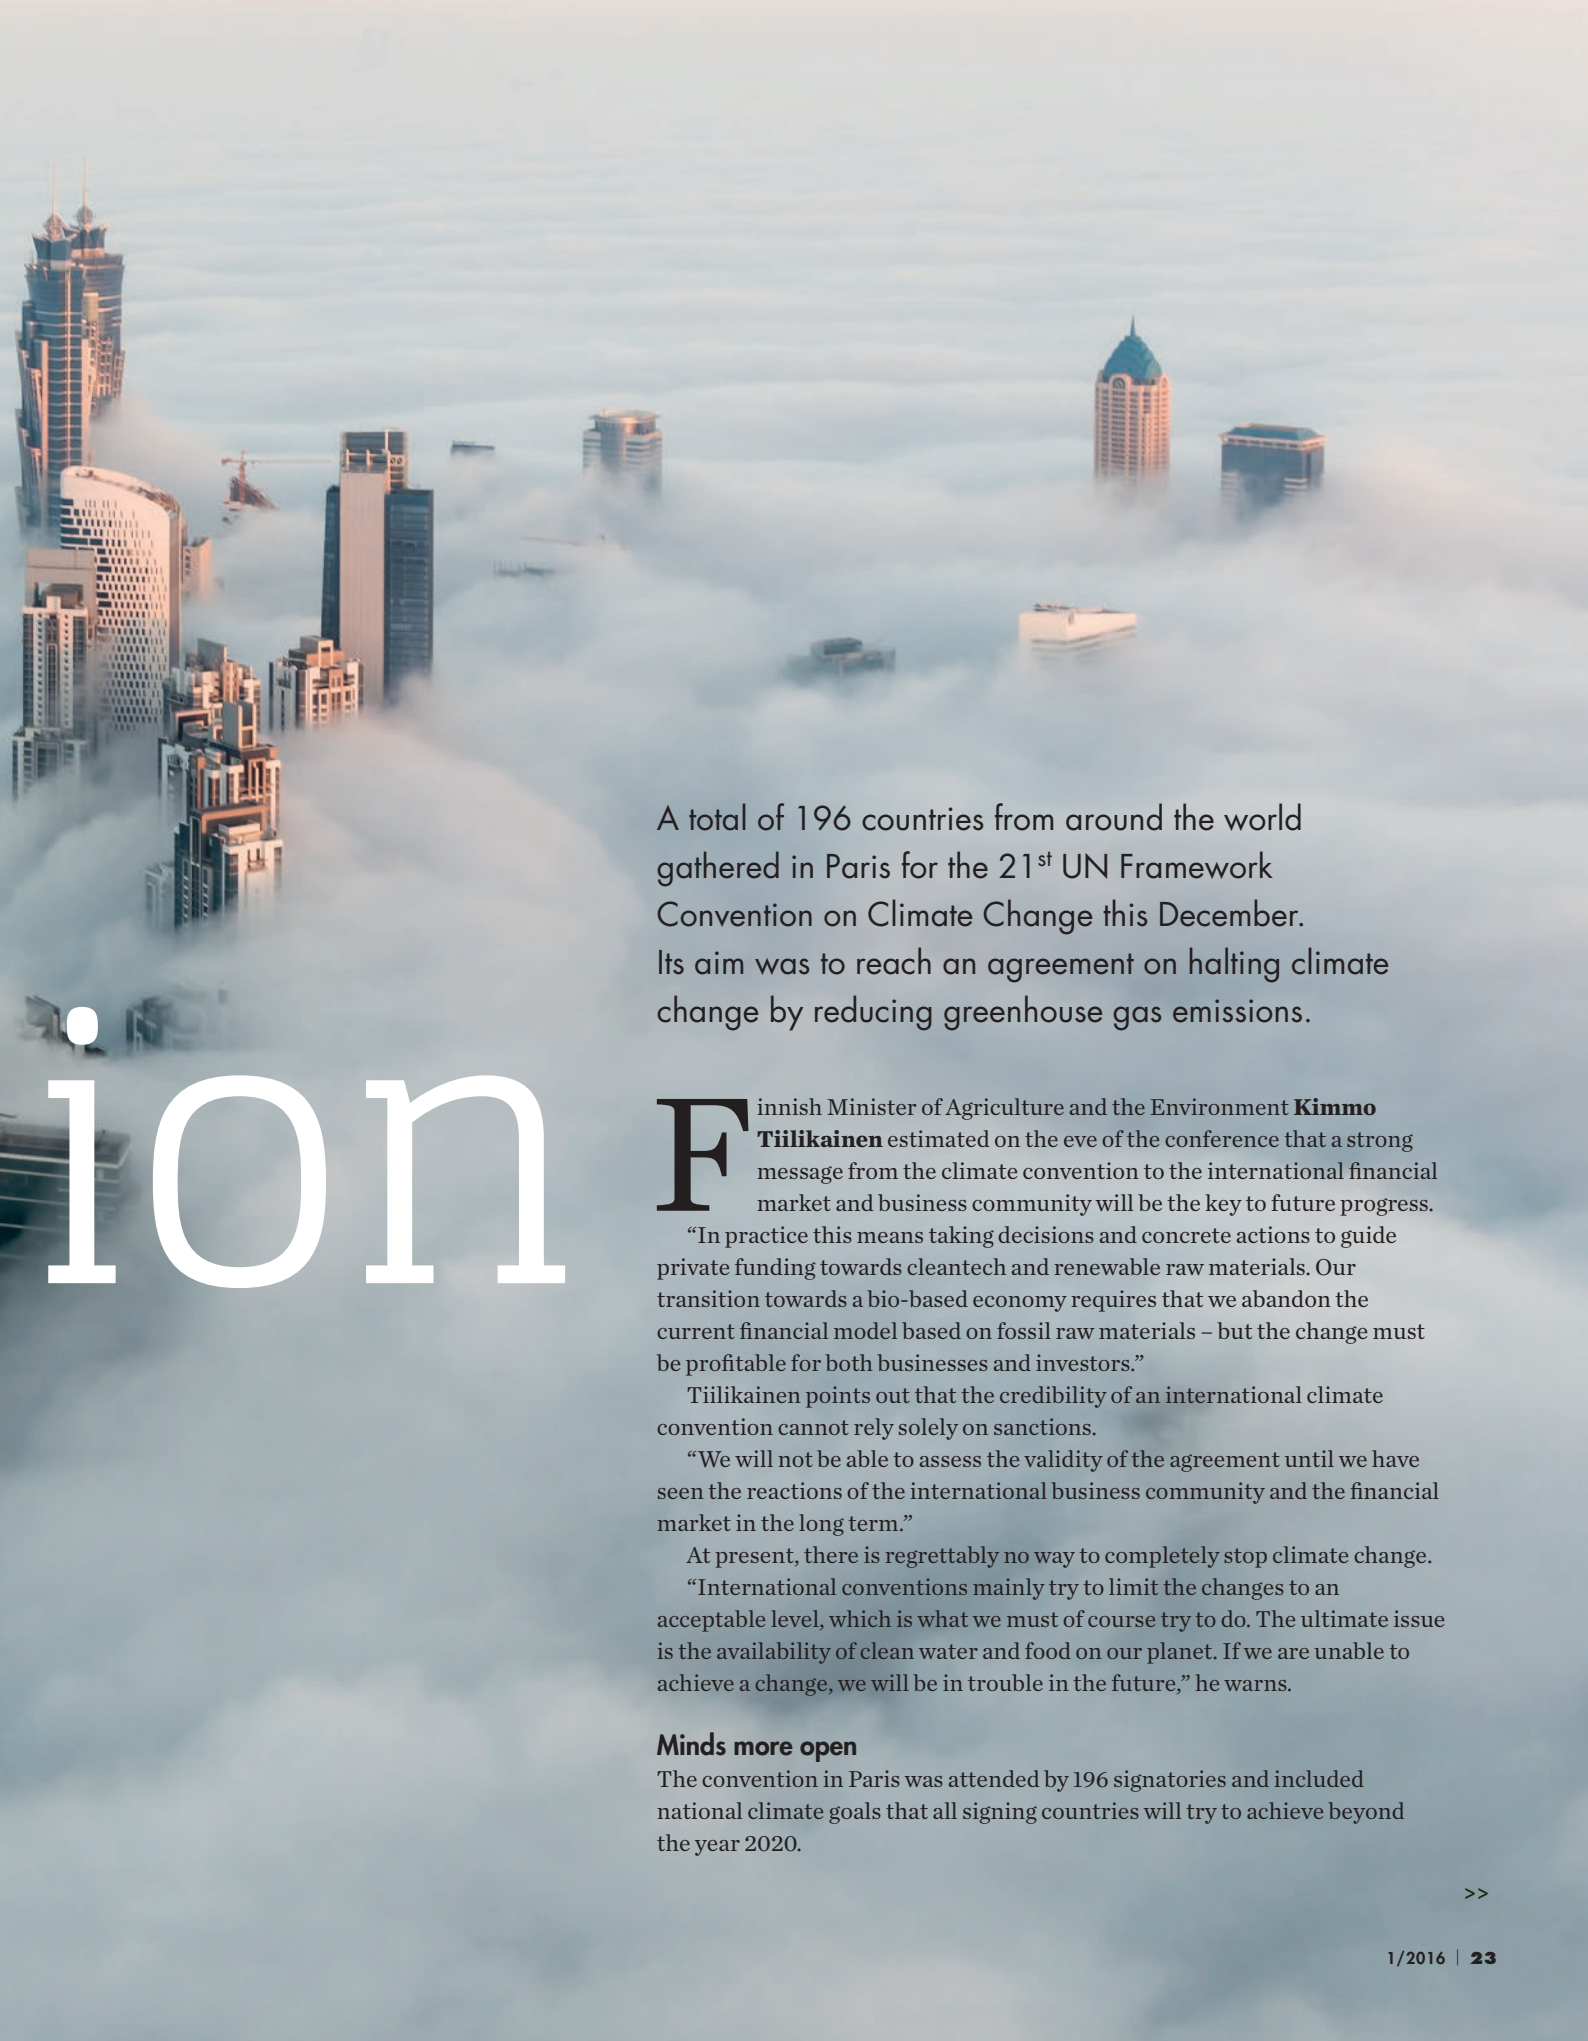 A total of 196 countries from around the world
gathered in Paris for the 21st UN Framework
Convention on Climate Change this December.
Its aim was to reach an agreement on halting climate
change by reducing greenhouse gas emissions.
ion
Finnish Minister of Agriculture and the Environment Kimmo
Tiilikainen estimated on the eve of the conference that a strong
message from the climate convention to the international financial
market and business community will be the key to future progress.
“In practice this means taking decisions and concrete actions to guide
private funding towards cleantech and renewable raw materials. Our
transition towards a bio-based economy requires that we abandon the
current financial model based on fossil raw materials – but the change must
be profitable for both businesses and investors.”
Tiilikainen points out that the credibility of an international climate
convention cannot rely solely on sanctions.
“We will not be able to assess the validity of the agreement until we have
seen the reactions of the international business community and the financial
market in the long term.”
At present, there is regrettably no way to completely stop climate change.
“International conventions mainly try to limit the changes to an
acceptable level, which is what we must of course try to do. The ultimate issue
is the availability of clean water and food on our planet. If we are unable to
achieve a change, we will be in trouble in the future,” he warns.
Minds more open
The convention in Paris was attended by 196 signatories and included
national climate goals that all signing countries will try to achieve beyond
the year 2020.
>>
1/2016 | 23